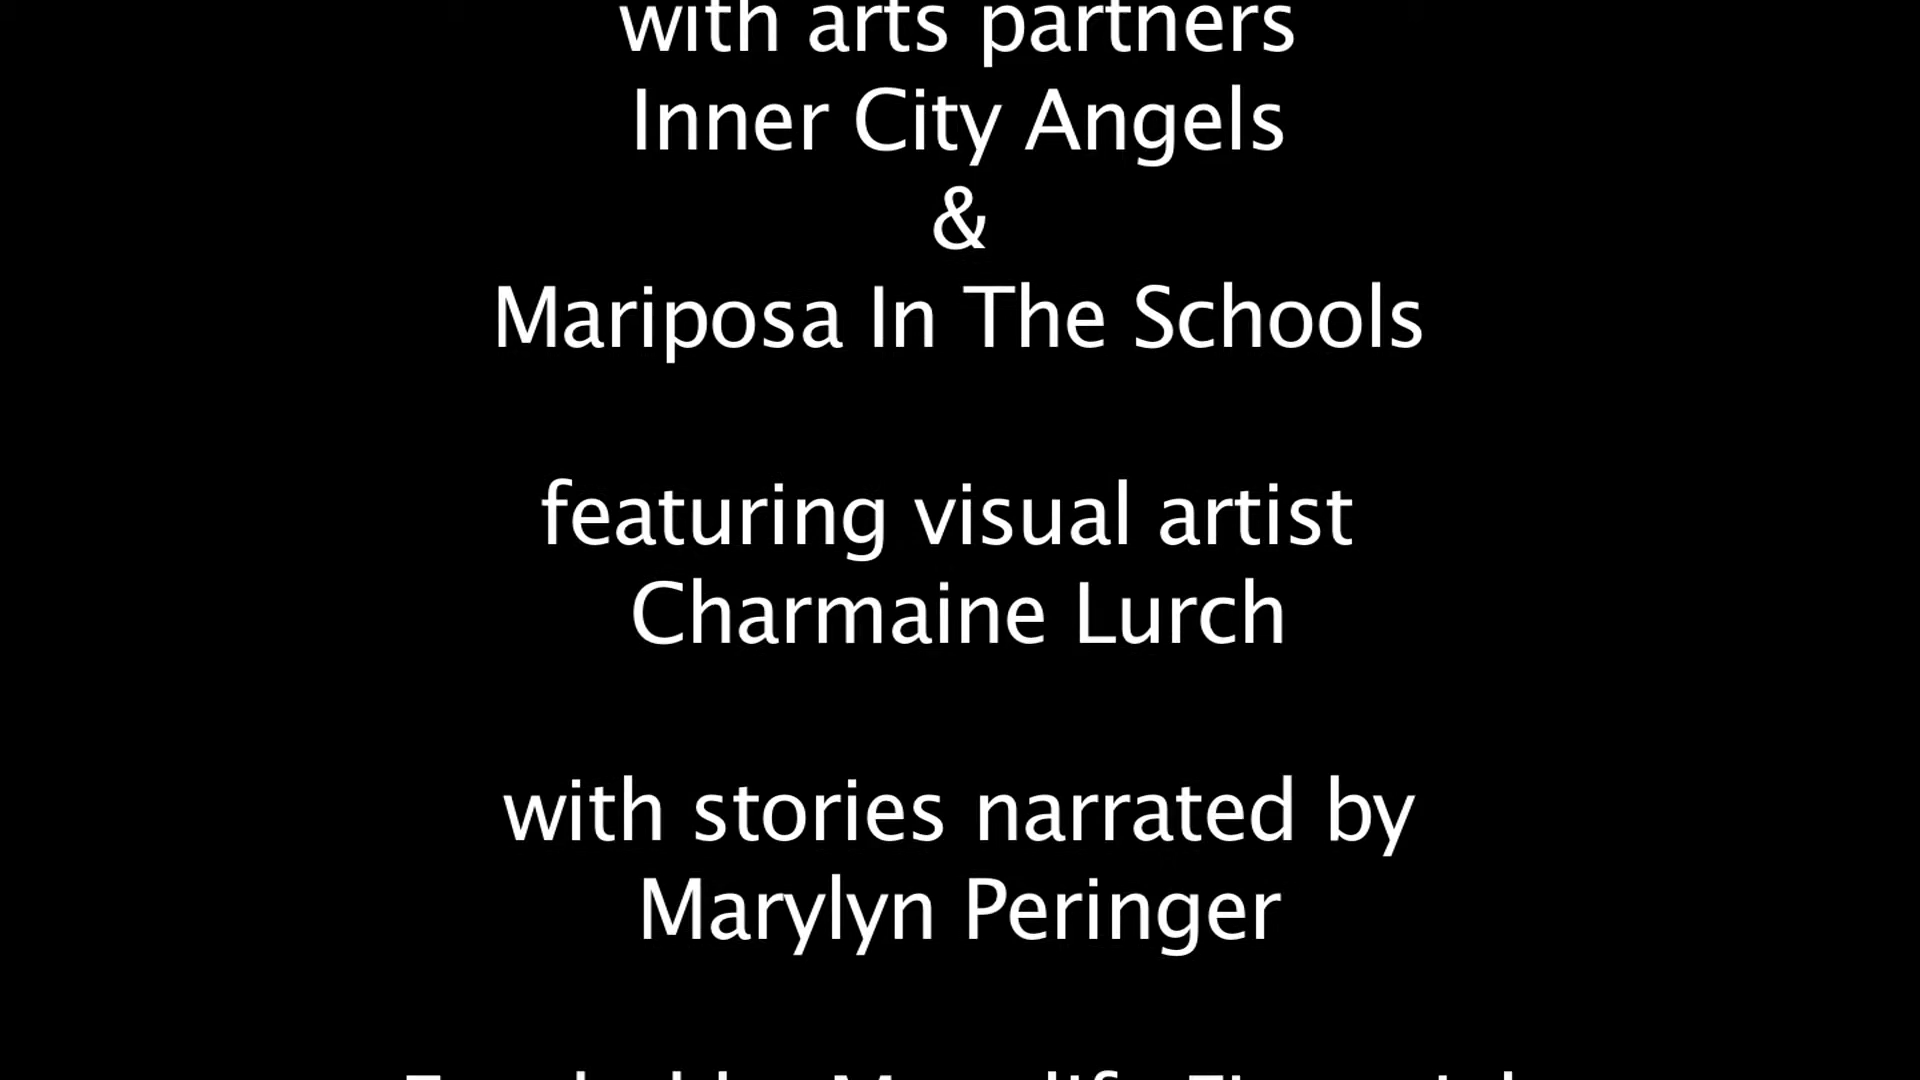 with arts partners
Inner City Angels
&
Mariposa In The Schools
featuring visual artist
Charmaine Lurch
with stories narrated by
Marylyn Peringer